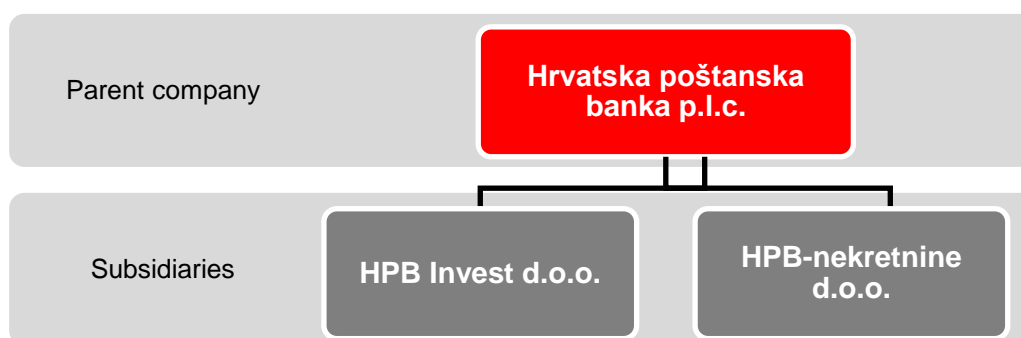 Parent company
Hrvatska poštanska
banka p.l.c.
Subsidiaries
HPB Invest d.o.o.
HPB-nekretnine
d.o.o.